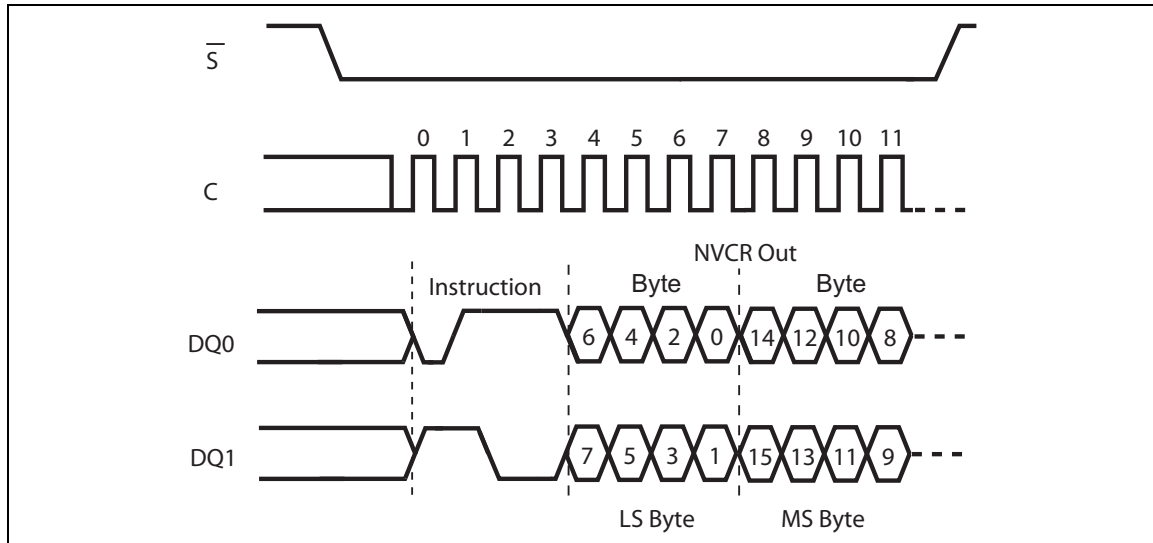 S
0 1 2 3 4 5 6 7 8 9 10 11
C
NVCR Out
Instruction Byte Byte
DQ0 6 4 2 0 14 12 10 8
DQ1 7 5 3 1 15 13 11 9
LS Byte MS Byte